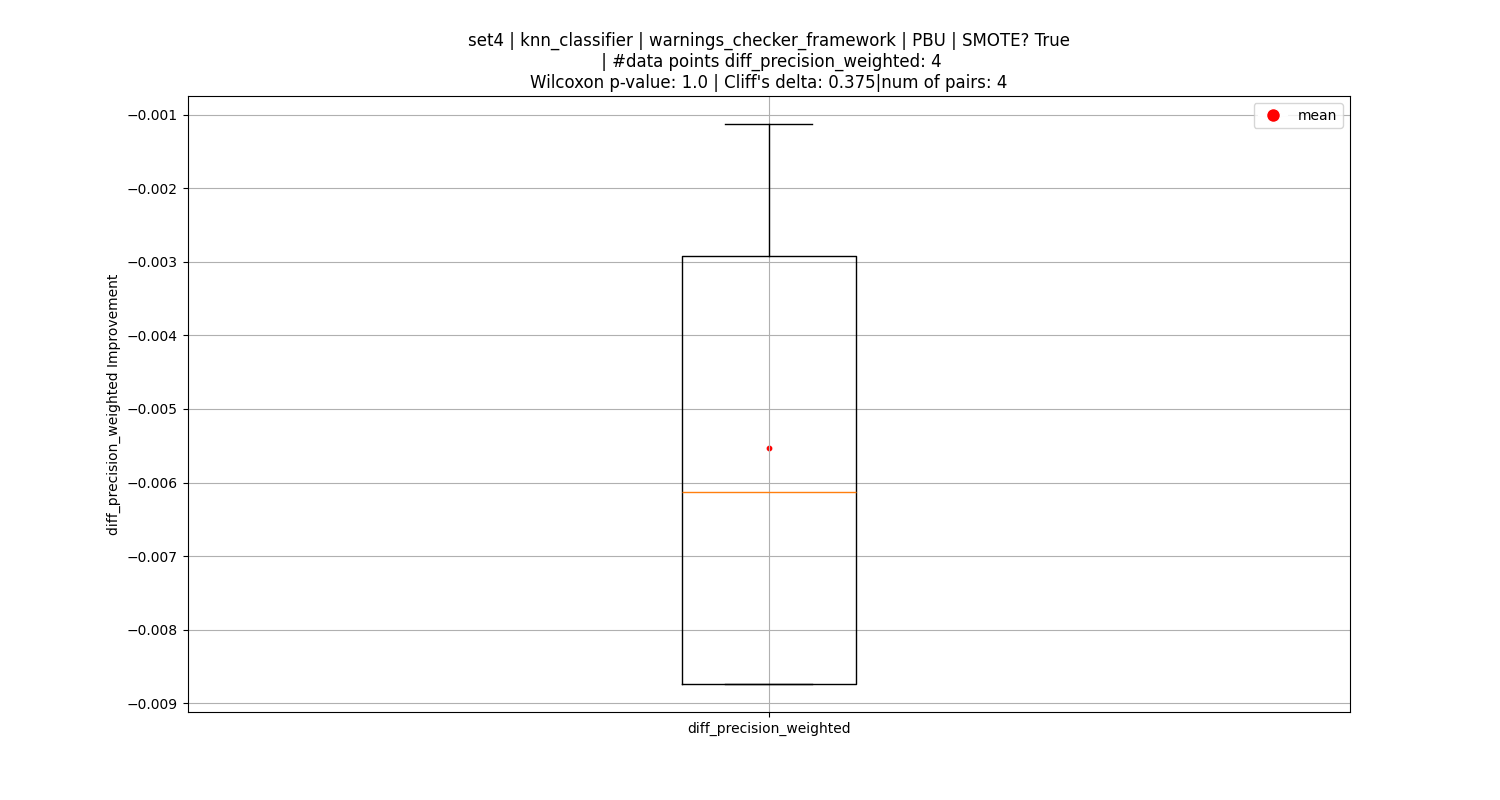 set4 | knn_classifier | warnings_checker_framework | PBU | SMOTE? True
| #data points diff_precision_weighted: 4
Wilcoxon p-value: 1.0 | Cliff's delta: 0.375|num of pairs: 4
mean
−0.001
−0.002
−0.003
−0.004
−0.005
−0.006
−0.007
−0.008
−0.009
diff_precision_weighted Improvement
diff_precision_weighted